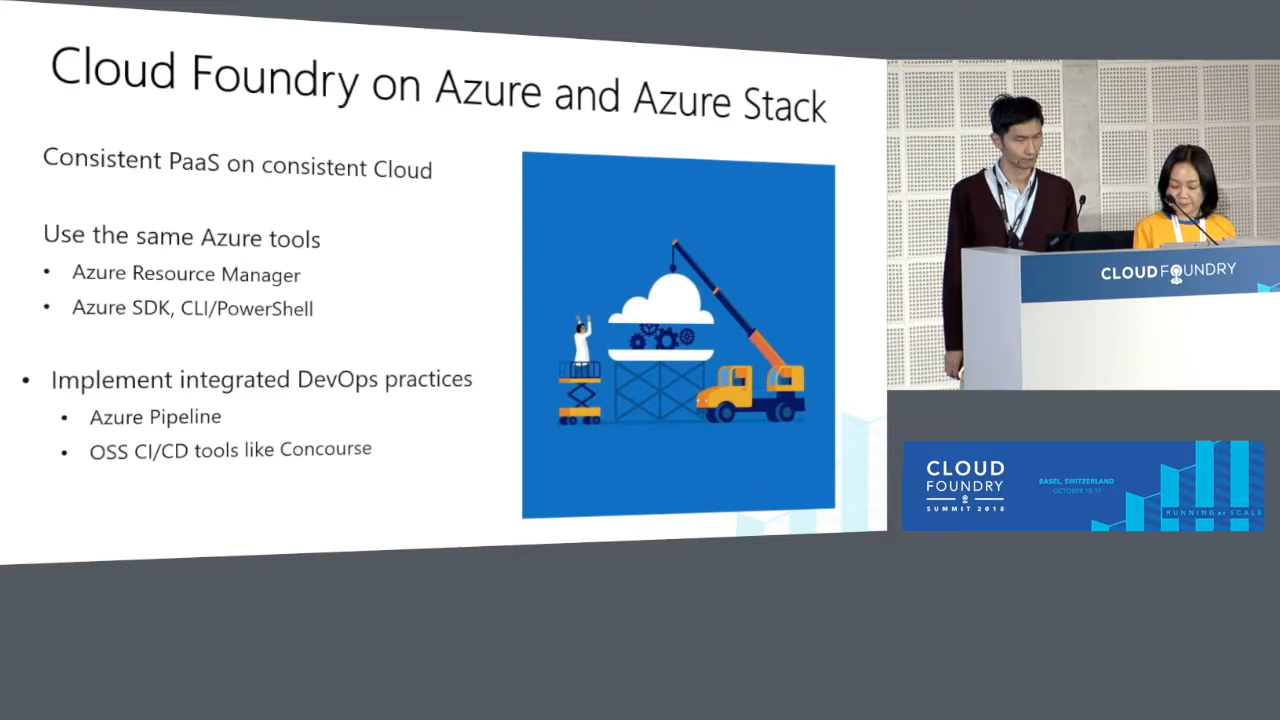 Cloud Foundry on Azure and Azure Stack
Consistent PaaS on consistent Cloud
Use the same Azure tools
• Azure Resource Manager
• Azure SDK, CLI/PowerShell
• Implement integrated DevOps practices
• Azure Pipeline
• OSS CI/CD tools like Concourse
CLOUD FOUNDRY
CLOUD
FOUNDRY
SUMMIT 2018
BASEL, SWITZERLAND
OCTOBER 10-11
RUNNING at SCALE